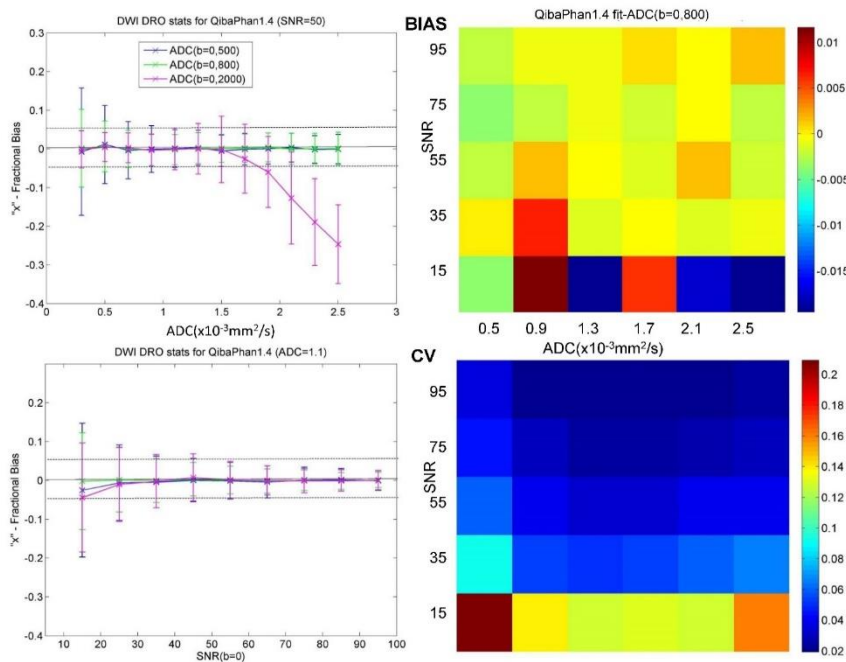 DWI DRO stats for QibaPhan1.4 (SNR=50)
ADC(b=0,500)
ADC(b=0,800)
ADC(b=0,2000)
"x" - Fractional Bias
0.3
0.2
0.1
0
-0.1
-0.2
-0.3
-0.4
0 0.5 1 1.5 2 2.5 3
ADC(x10⁻³mm²/s)
BIAS
QibaPhan1.4 fit-ADC(b=0,800)
SNR
95
75
55
35
15
0.5 0.9 1.3 1.7 2.1 2.5
ADC(x10⁻³mm²/s)
0.01
0.005
0
-0.005
-0.01
-0.015
DWI DRO stats for QibaPhan1.4 (ADC=1.1)
"x" - Fractional Bias
0.2
0.1
0
-0.1
-0.2
-0.3
-0.4
10 20 30 40 50 60 70 80 90 100
SNR(b=0)
CV
SNR
95
75
55
35
15
0.2
0.18
0.16
0.14
0.12
0.1
0.08
0.06
0.04
0.02